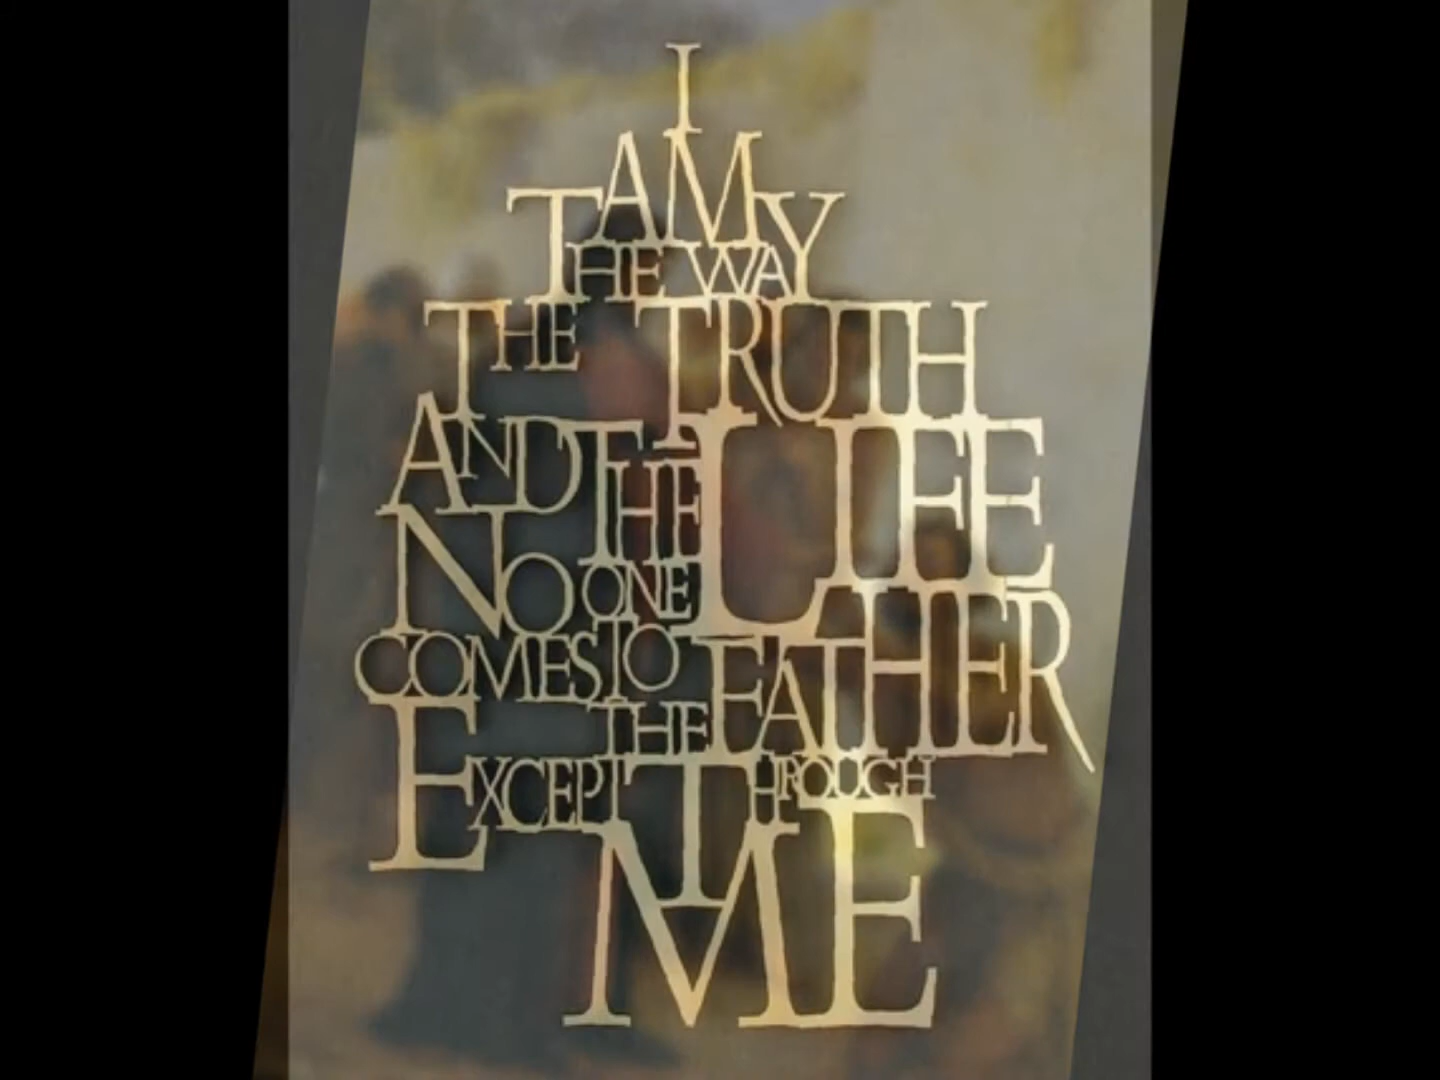 I
AM
THE WAY
THE TRUTH
AND THE LIFE
NO ONE
COMES TO
THE FATHER
EXCEPT THROUGH
ME